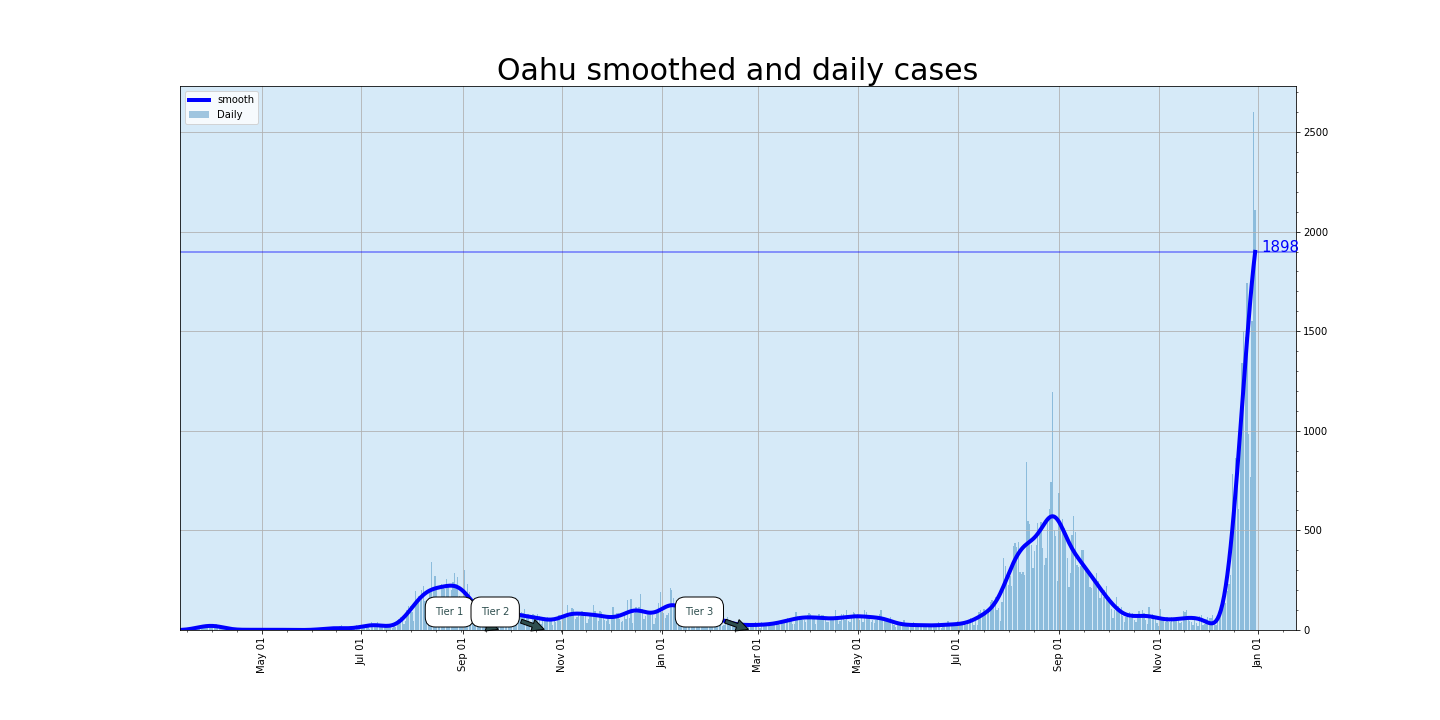 Oahu smoothed and daily cases
smooth
Daily
2500
2000
1898
1500
1000
500
0
Tier 1
Tier 2
Tier 3
May 01
Jul 01
Sep 01
Nov 01
Jan 01
Mar 01
May 01
Jul 01
Sep 01
Nov 01
Jan 01